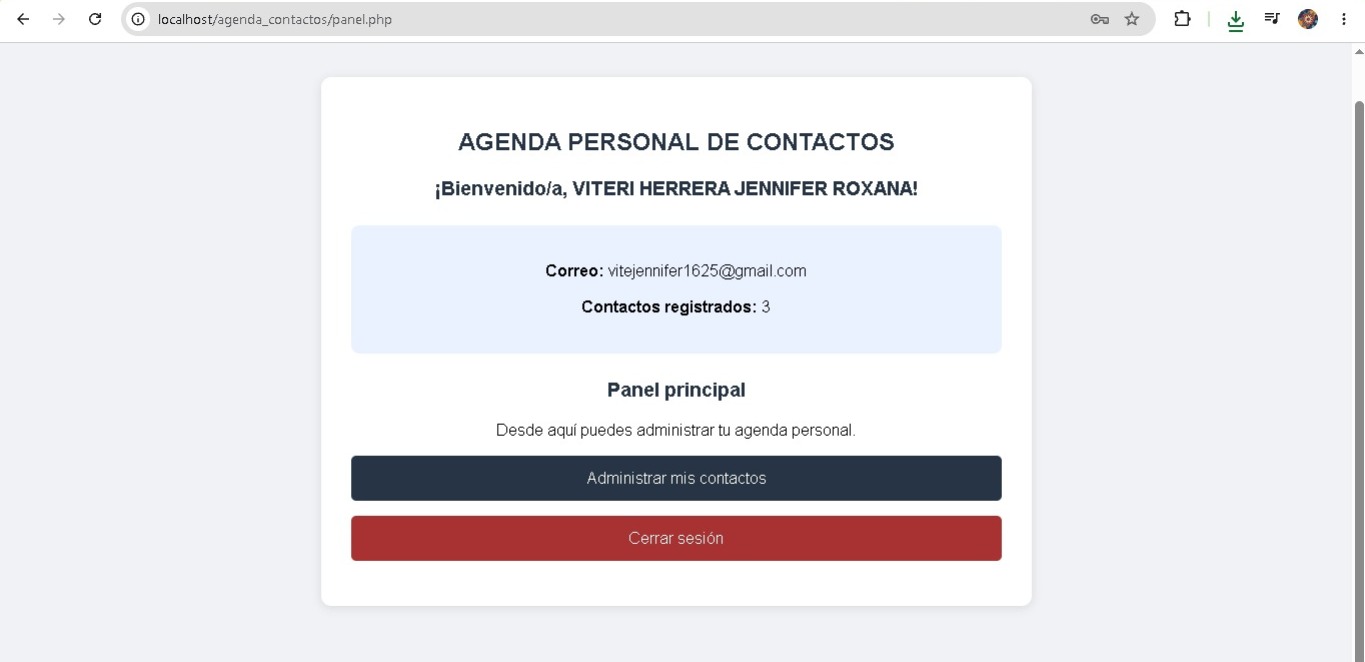 localhost/agenda_contactos/panel.php
AGENDA PERSONAL DE CONTACTOS
¡Bienvenido/a, VITERI HERRERA JENNIFER ROXANA!
Correo: vitejennifer1625@gmail.com
Contactos registrados: 3
Panel principal
Desde aquí puedes administrar tu agenda personal.
Administrar mis contactos
Cerrar sesión